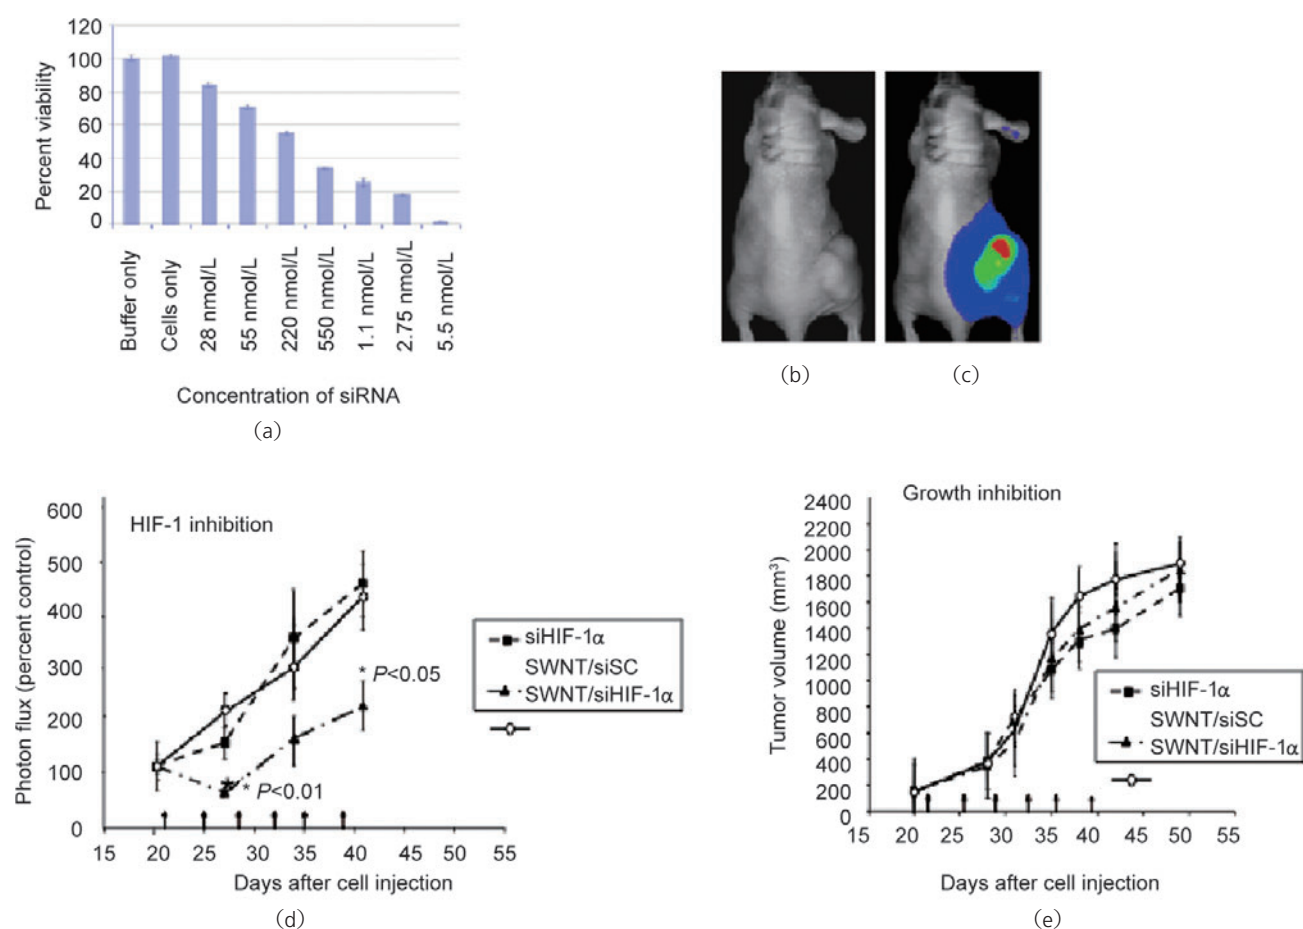 120
100
80
60
40
20
0
Percent viability
Buffer only
Cells only
28 nmol/L
55 nmol/L
220 nmol/L
550 nmol/L
1.1 nmol/L
2.75 nmol/L
5.5 nmol/L
Concentration of siRNA
(a)
(b)
(c)
600
500
400
300
200
100
0
Photon flux (percent control)
HIF-1 inhibition
* P<0.05
* P<0.01
siHIF-1α
SWNT/siSC
SWNT/siHIF-1α
15 20 25 30 35 40 45 50 55
Days after cell injection
(d)
2400
2200
2000
1800
1600
1400
1200
1000
800
600
400
200
0
Tumor volume (mm³)
Growth inhibition
siHIF-1α
SWNT/siSC
SWNT/siHIF-1α
15 20 25 30 35 40 45 50 55
Days after cell injection
(e)